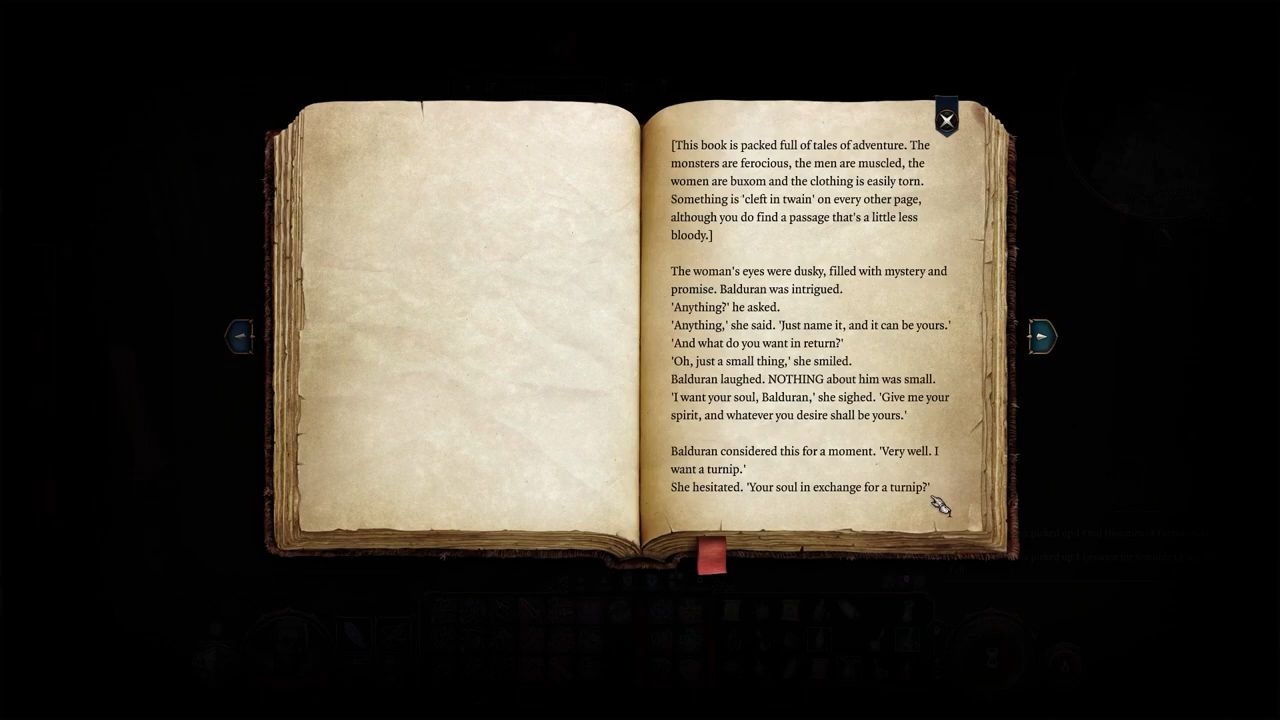 [This book is packed full of tales of adventure. The
monsters are ferocious, the men are muscled, the
women are buxom and the clothing is easily torn.
Something is 'cleft in twain' on every other page,
although you do find a passage that's a little less
bloody.]
The woman's eyes were dusky, filled with mystery and
promise. Balduran was intrigued.
'Anything?' he asked.
'Anything,' she said. 'Just name it, and it can be yours.'
'And what do you want in return?'
'Oh, just a small thing,' she smiled.
Balduran laughed. NOTHING about him was small.
'I want your soul, Balduran,' she sighed. 'Give me your
spirit, and whatever you desire shall be yours.'
Balduran considered this for a moment. 'Very well. I
want a turnip.'
She hesitated. 'Your soul in exchange for a turnip?'